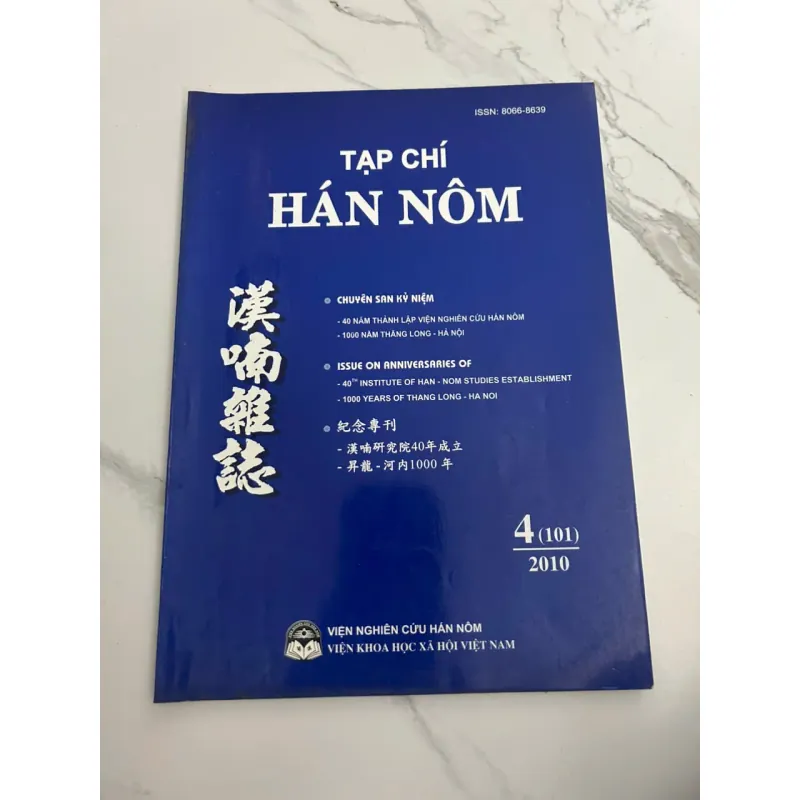 ISSN: 8066-8639
TẠP CHÍ
HÁN NÔM
漢喃雜誌
CHUYÊN SAN KỶ NIỆM
- 40 NĂM THÀNH LẬP VIỆN NGHIÊN CỨU HÁN NÔM
- 1000 NĂM THĂNG LONG - HÀ NỘI
ISSUE ON ANNIVERSARIES OF
- 40TH INSTITUTE OF HAN - NOM STUDIES ESTABLISHMENT
- 1000 YEARS OF THANG LONG - HA NOI
紀念專刊
- 漢喃研究院40年成立
- 昇龍 - 河内1000 年
4 (101)
2010
VIỆN NGHIÊN CỨU HÁN NÔM
VIỆN KHOA HỌC XÃ HỘI VIỆT NAM